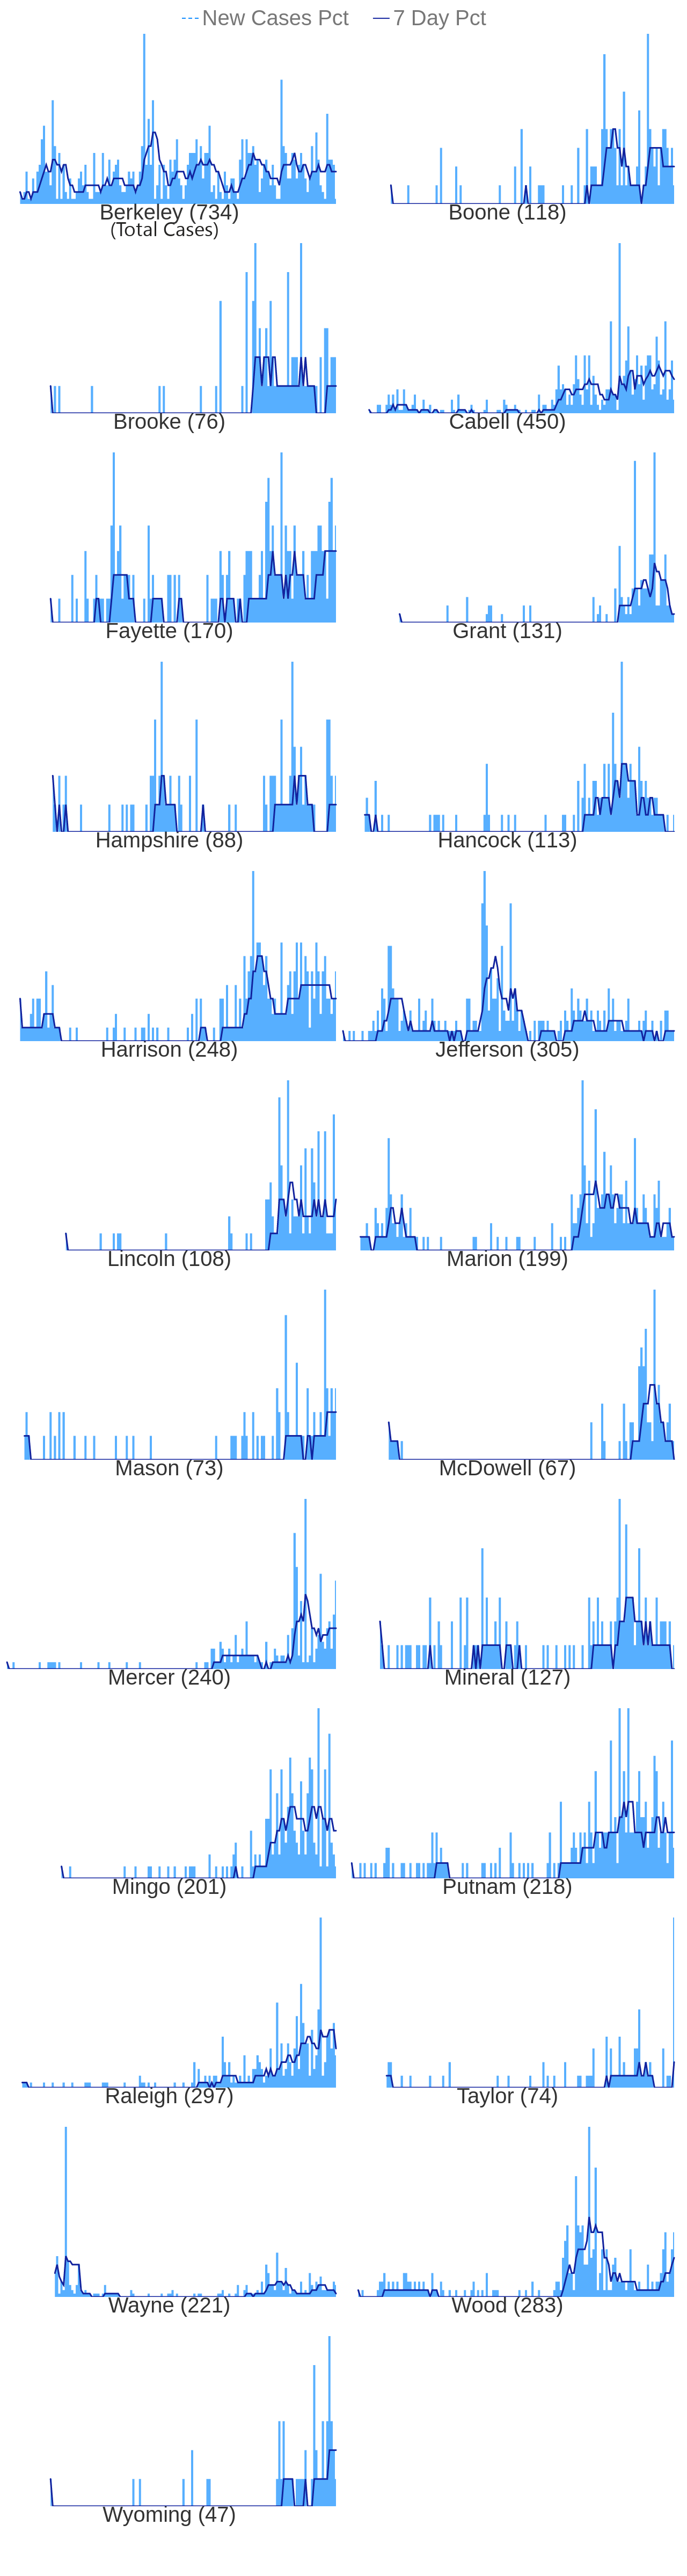 New Cases Pct 7 Day Pct
Berkeley (734) Boone (118)
(Total Cases)
Brooke (76) Cabell (450)
Fayette (170) Grant (131)
Hampshire (88) Hancock (113)
Harrison (248) Jefferson (305)
Lincoln (108) Marion (199)
Mason (73) McDowell (67)
Mercer (240) Mineral (127)
Mingo (201) Putnam (218)
Raleigh (297) Taylor (74)
Wayne (221) Wood (283)
Wyoming (47)